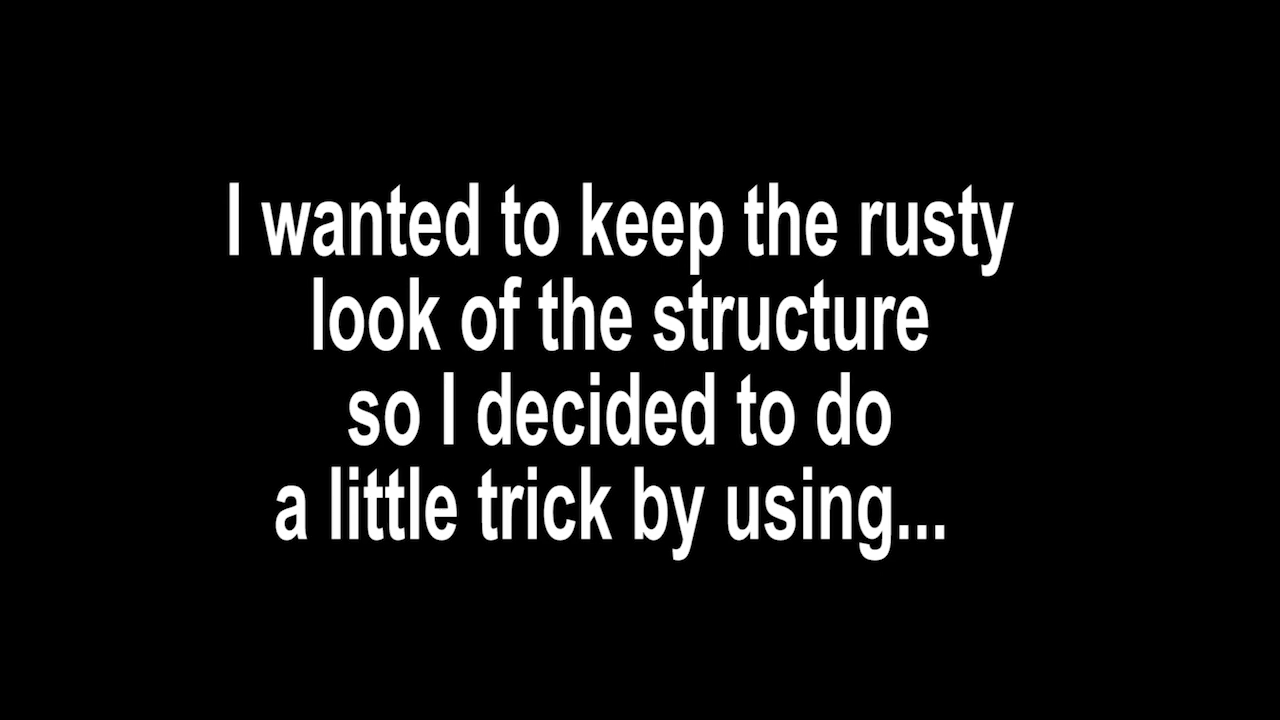 I wanted to keep the rusty
look of the structure
so I decided to do
a little trick by using...